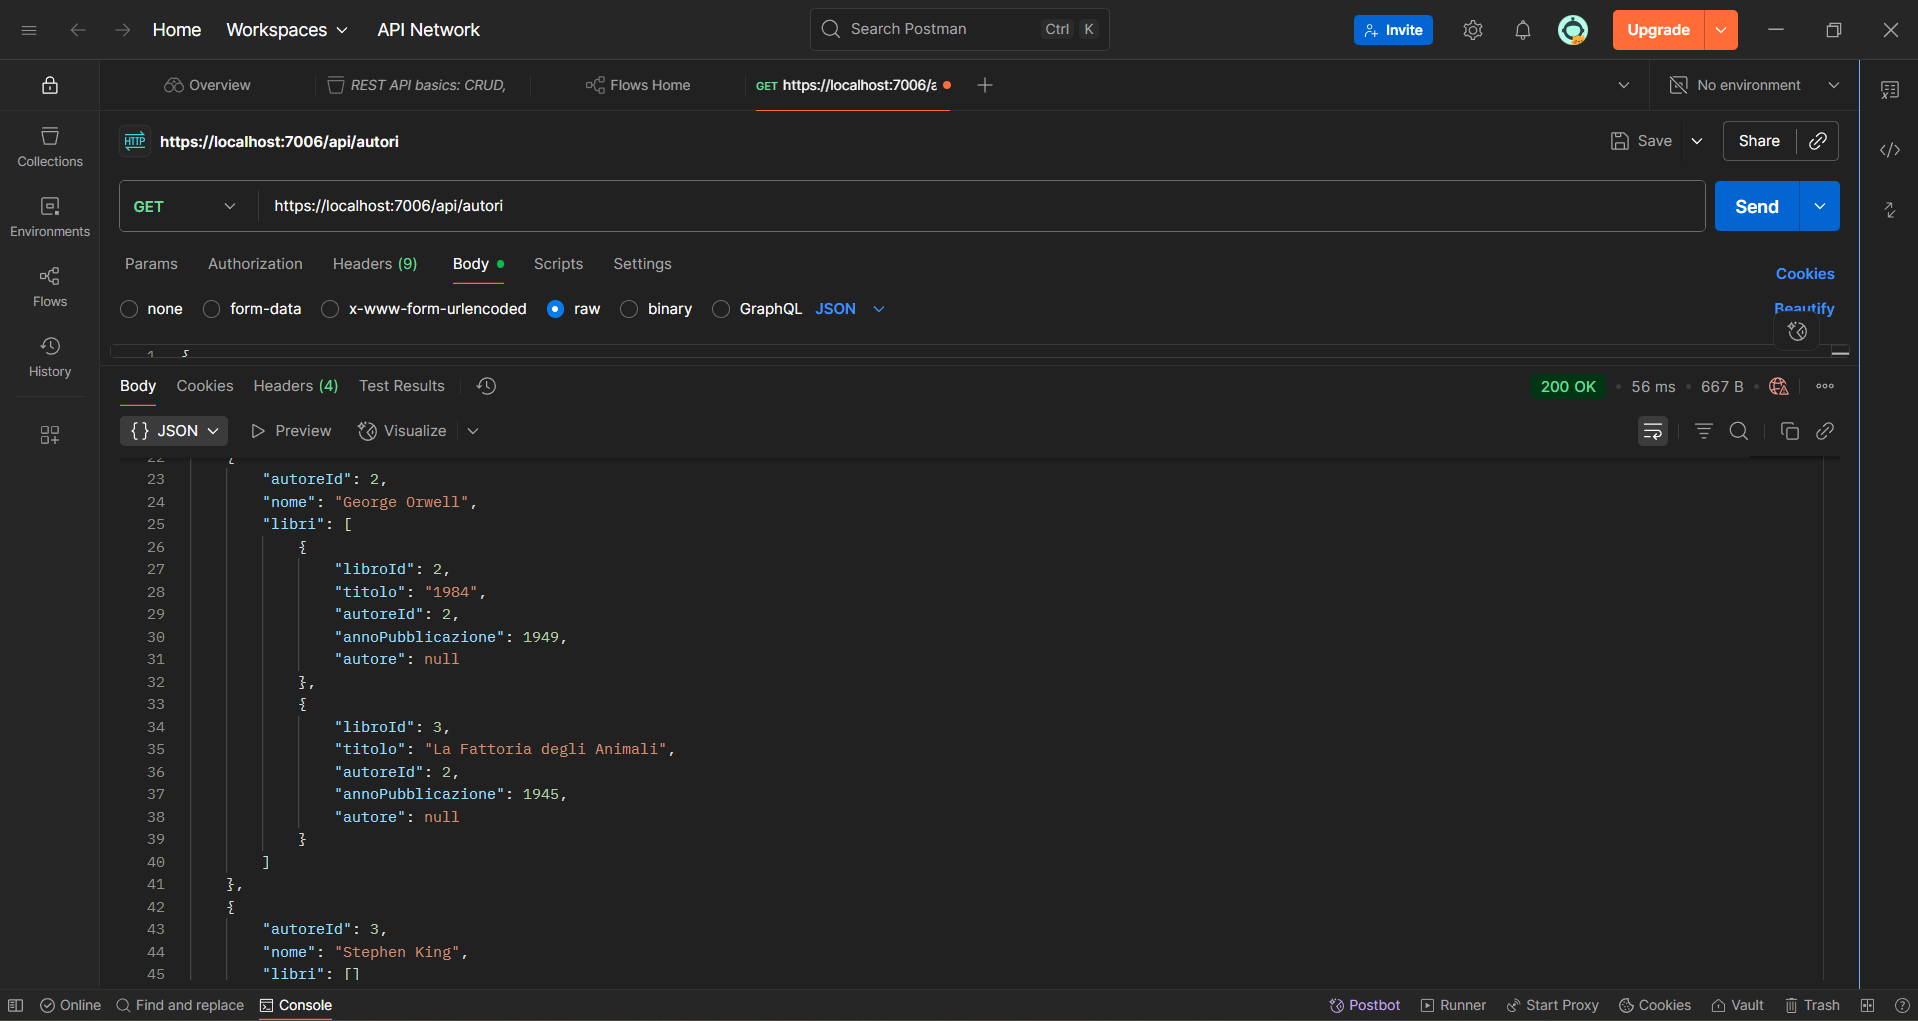 Home Workspaces API Network Search Postman Ctrl K Invite Upgrade
Overview REST API basics: CRUD, Flows Home GET https://localhost:7006/a No environment
HTTP https://localhost:7006/api/autori Save Share
Collections
Environments
Flows
History
GET https://localhost:7006/api/autori Send
Params Authorization Headers (9) Body Scripts Settings Cookies
none form-data x-www-form-urlencoded raw binary GraphQL JSON Beautify
1 {
Body Cookies Headers (4) Test Results 200 OK • 56 ms • 667 B •
{} JSON Preview Visualize
22 {
23 "autoreId": 2,
24 "nome": "George Orwell",
25 "libri": [
26 {
27 "libroId": 2,
28 "titolo": "1984",
29 "autoreId": 2,
30 "annoPubblicazione": 1949,
31 "autore": null
32 },
33 {
34 "libroId": 3,
35 "titolo": "La Fattoria degli Animali",
36 "autoreId": 2,
37 "annoPubblicazione": 1945,
38 "autore": null
39 }
40 ]
41 },
42 {
43 "autoreId": 3,
44 "nome": "Stephen King",
45 "libri": []
Online Find and replace Console Postbot Runner Start Proxy Cookies Vault Trash